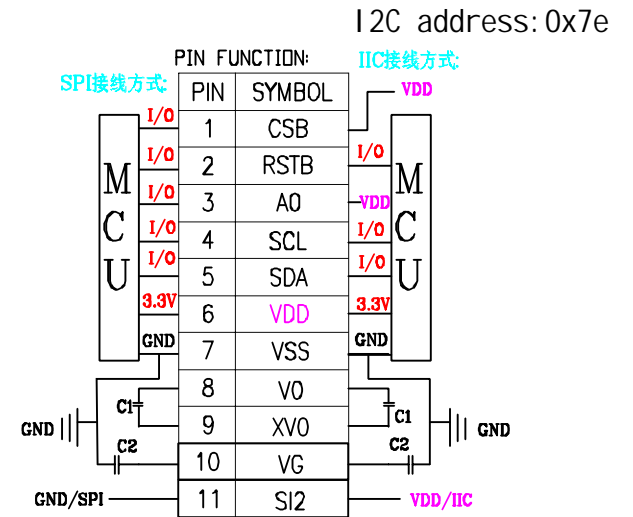 I2C address:0x7e
PIN FUNCTION:
SPI接线方式:
IIC接线方式:
PIN SYMBOL
VDD
I/O 1 CSB
I/O 2 RSTB I/O
I/O 3 A0 VDD
I/O 4 SCL I/O
I/O 5 SDA I/O
3.3V 6 VDD 3.3V
GND 7 VSS GND
8 V0
C1 9 XV0 C1
GND GND
C2 10 VG C2
GND/SPI 11 SI2 VDD/IIC
MCU
MCU